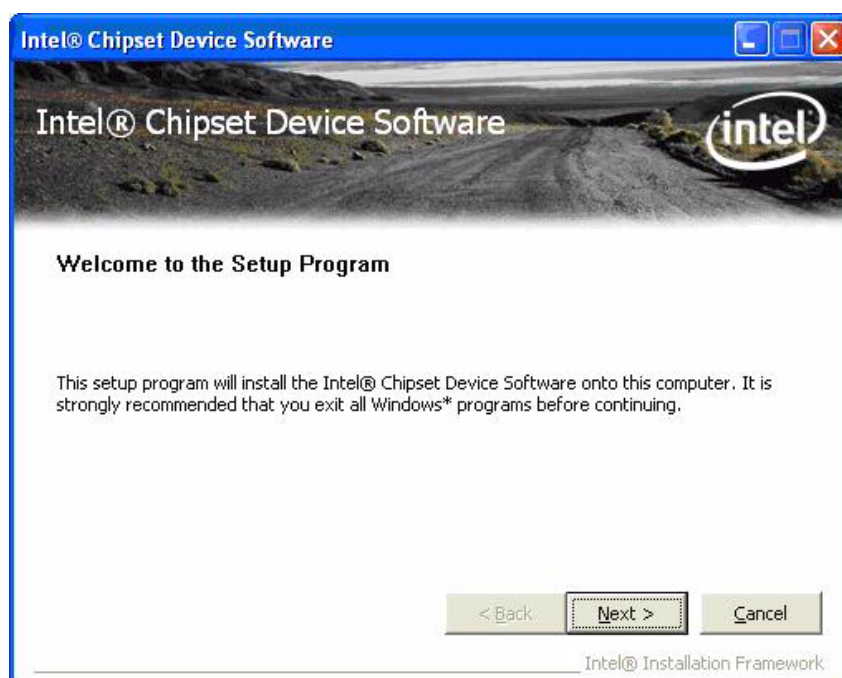 Intel® Chipset Device Software
Intel® Chipset Device Software
intel
Welcome to the Setup Program
This setup program will install the Intel® Chipset Device Software onto this computer. It is
strongly recommended that you exit all Windows* programs before continuing.
< Back Next > Cancel
Intel® Installation Framework